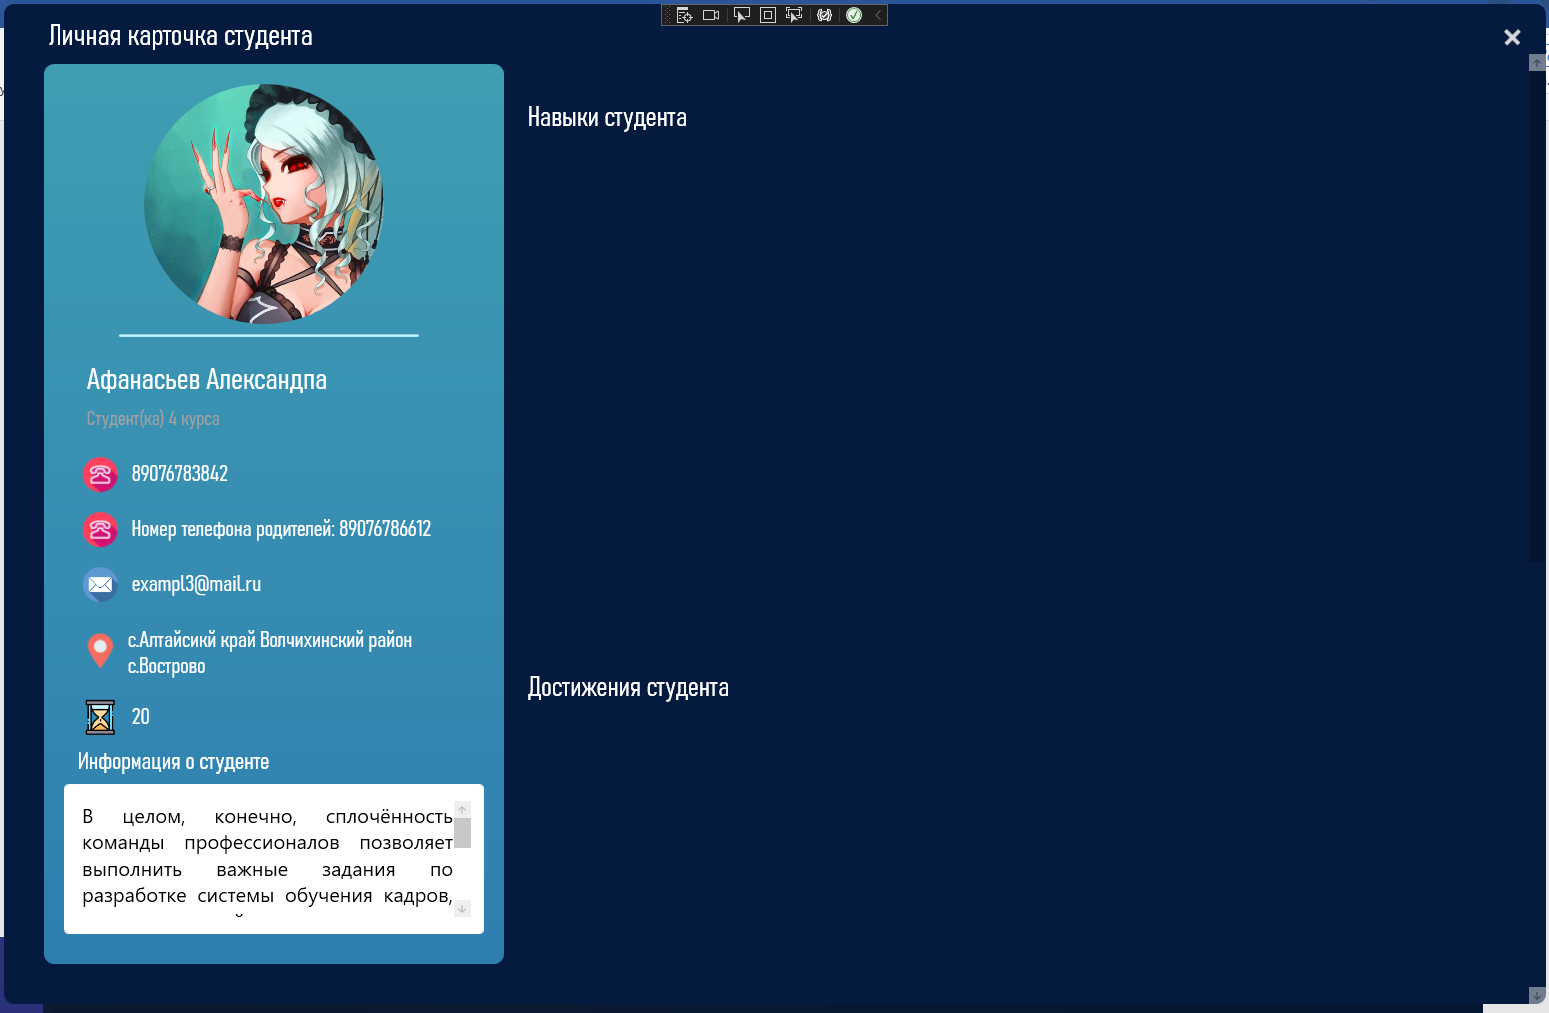 Личная карточка студента
Навыки студента
Афанасьев Александра
Студент(ка) 4 курса
89076783842
Номер телефона родителей: 89076786612
exampl3@mail.ru
с.Алтайсикй край Волчихинский район
с.Вострово
Достижения студента
20
Информация о студенте
В целом, конечно, сплочённость
команды профессионалов позволяет
выполнить важные задания по
разработке системы обучения кадров,